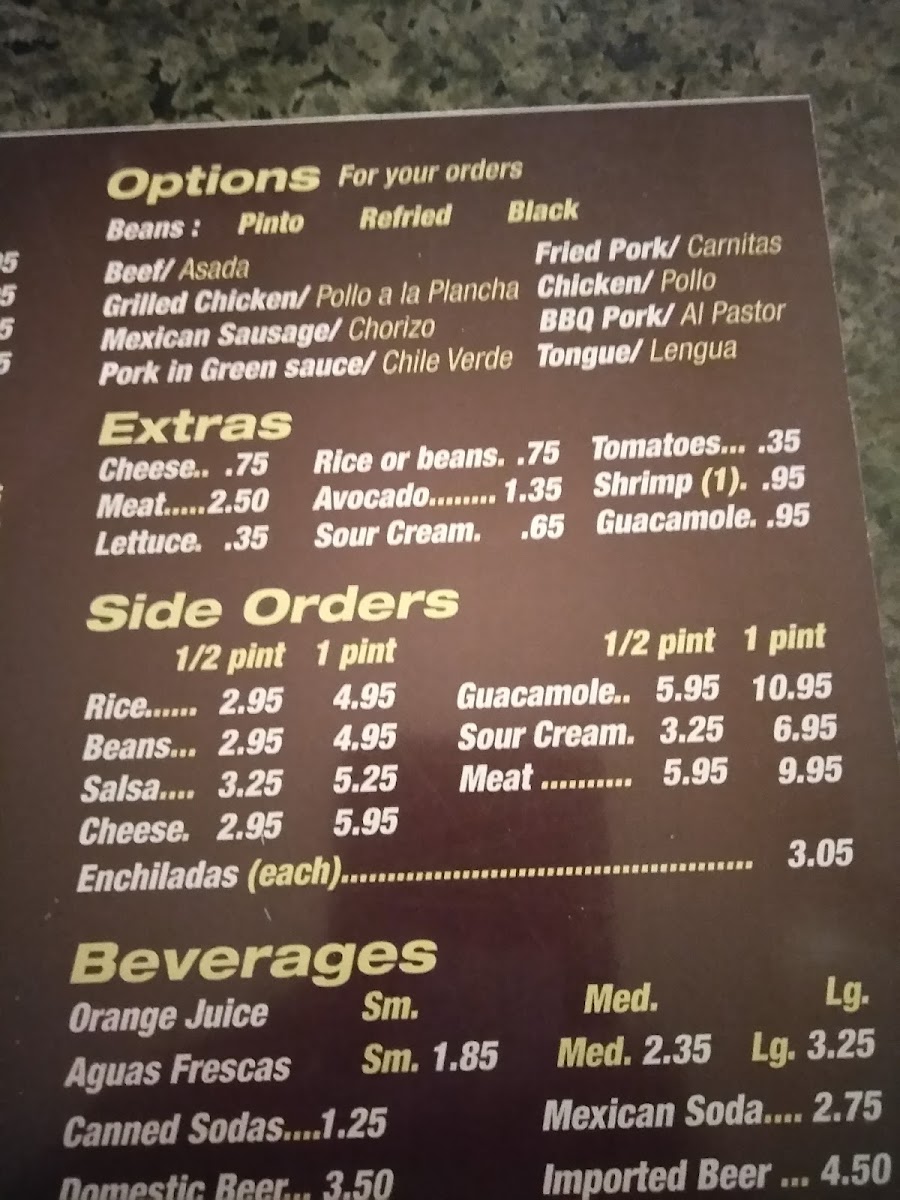 Options For your orders
Beans : Pinto Refried Black
Beef/ Asada Fried Pork/ Carnitas
Grilled Chicken/ Pollo a la Plancha Chicken/ Pollo
Mexican Sausage/ Chorizo BBQ Pork/ Al Pastor
Pork in Green sauce/ Chile Verde Tongue/ Lengua
Extras
Cheese.. .75 Rice or beans. .75 Tomatoes... .35
Meat.....2.50 Avocado........ 1.35 Shrimp (1). .95
Lettuce. .35 Sour Cream. .65 Guacamole. .95
Side Orders
1/2 pint 1 pint 1/2 pint 1 pint
Rice...... 2.95 4.95 Guacamole.. 5.95 10.95
Beans... 2.95 4.95 Sour Cream. 3.25 6.95
Salsa.... 3.25 5.25 Meat .......... 5.95 9.95
Cheese. 2.95 5.95
Enchiladas (each)............................................. 3.05
Beverages
Orange Juice Sm. Med. Lg.
Aguas Frescas Sm. 1.85 Med. 2.35 Lg. 3.25
Canned Sodas....1.25 Mexican Soda.... 2.75
Domestic Beer... 3.50 Imported Beer ... 4.50